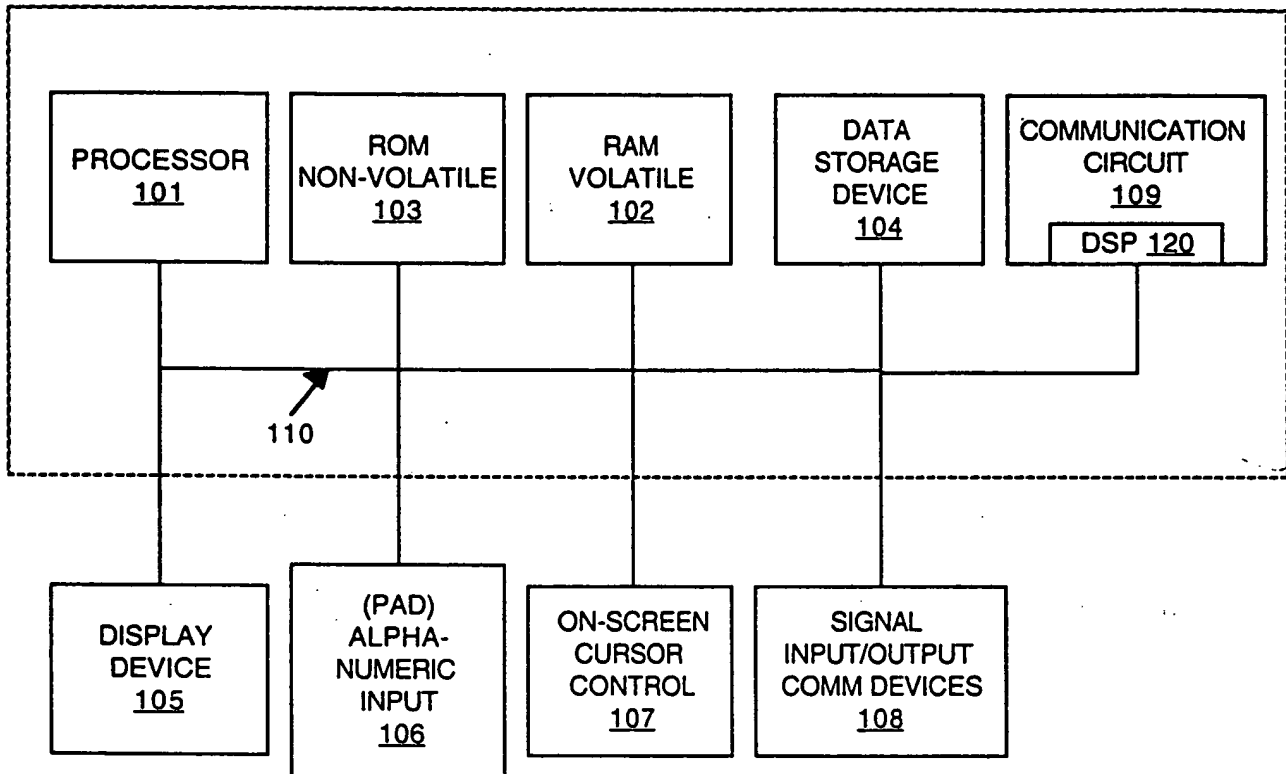 PROCESSOR
101
ROM
NON-VOLATILE
103
RAM
VOLATILE
102
DATA
STORAGE
DEVICE
104
COMMUNICATION
CIRCUIT
109
DSP 120
110
DISPLAY
DEVICE
105
(PAD)
ALPHA-
NUMERIC
INPUT
106
ON-SCREEN
CURSOR
CONTROL
107
SIGNAL
INPUT/OUTPUT
COMM DEVICES
108